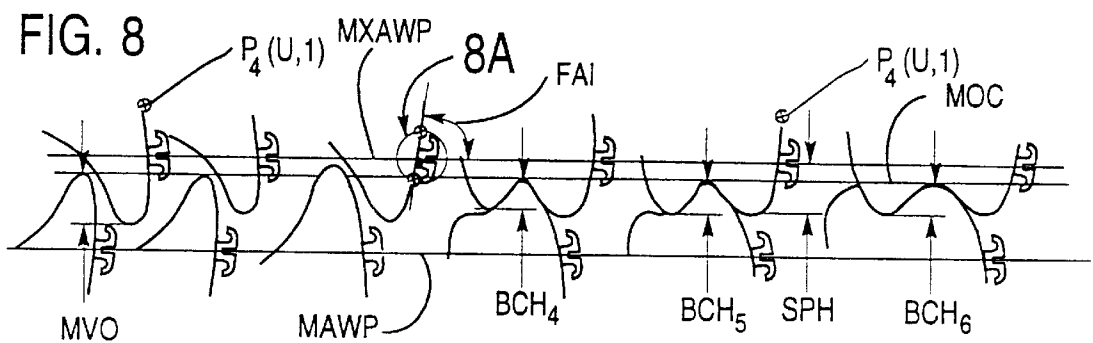 FIG. 8
P₄ (U,1)
MXAWP
8A
FAI
P₄ (U,1)
MOC
MVO
MAWP
BCH₄
BCH₅
SPH
BCH₆